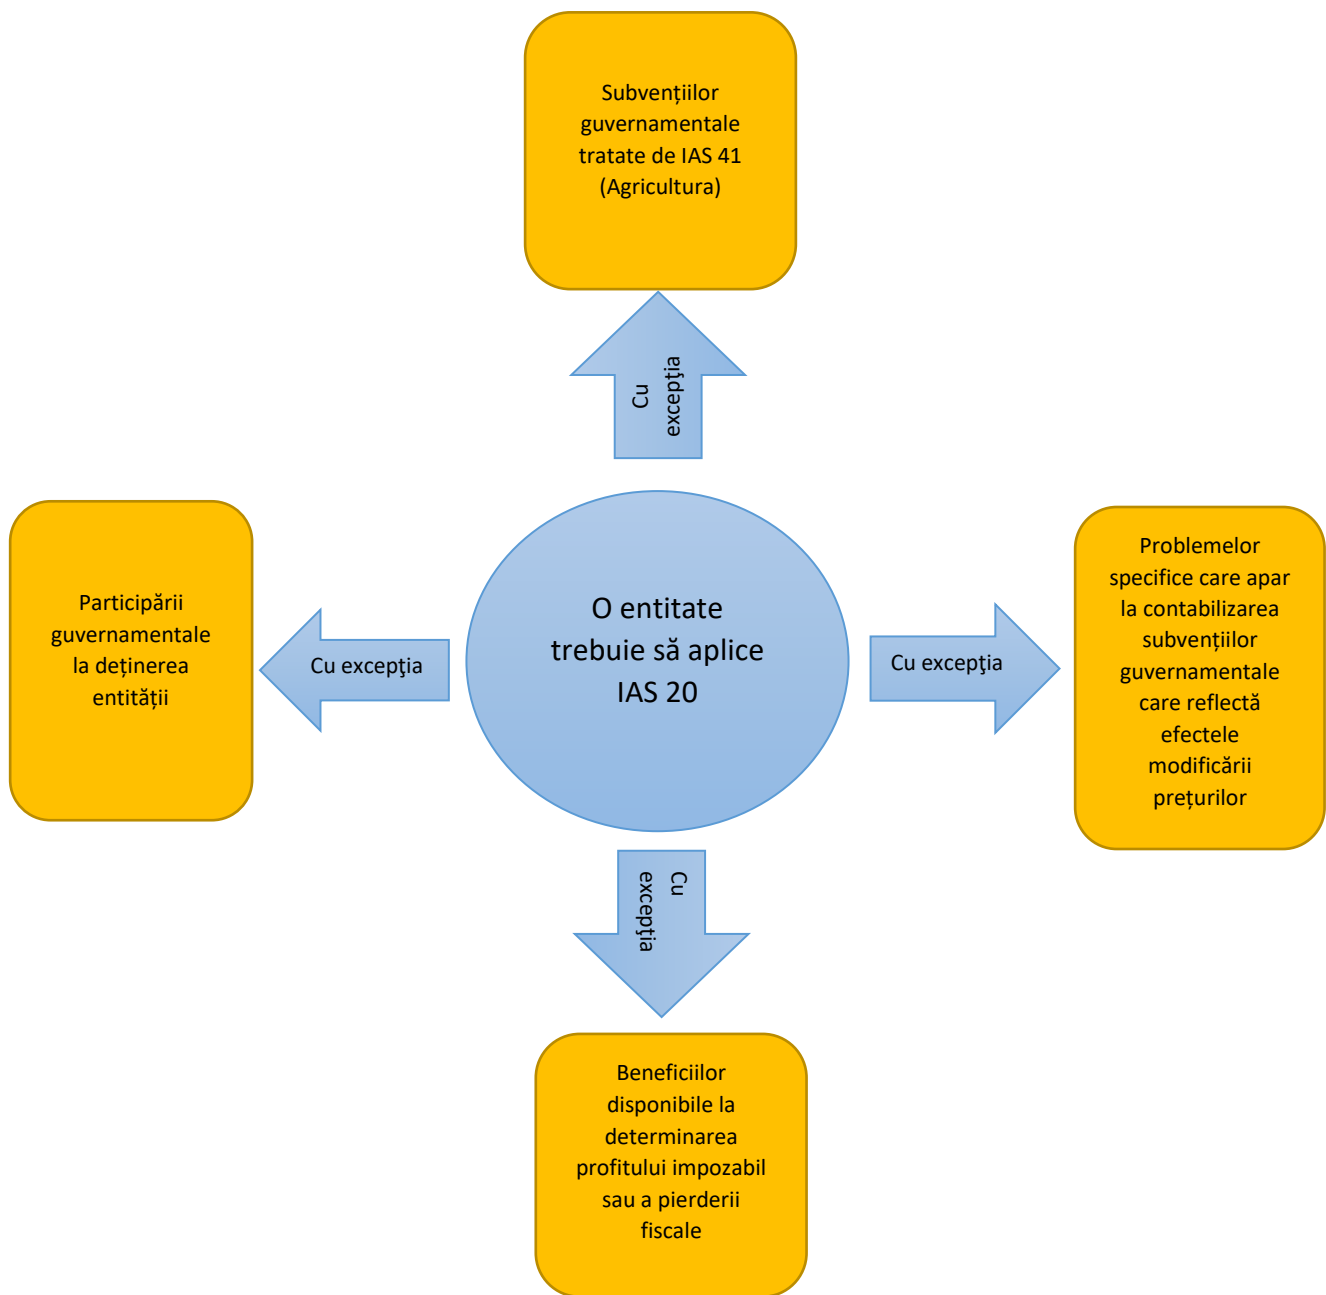 Subvențiilor
guvernamentale
tratate de IAS 41
(Agricultura)
Cu
excepţia
Participării
guvernamentale
la deținerea
entității
Cu excepţia
O entitate
trebuie să aplice
IAS 20
Cu excepţia
Problemelor
specifice care apar
la contabilizarea
subvențiilor
guvernamentale
care reflectă
efectele
modificării
prețurilor
Cu
excepţia
Beneficiilor
disponibile la
determinarea
profitului impozabil
sau a pierderii
fiscale